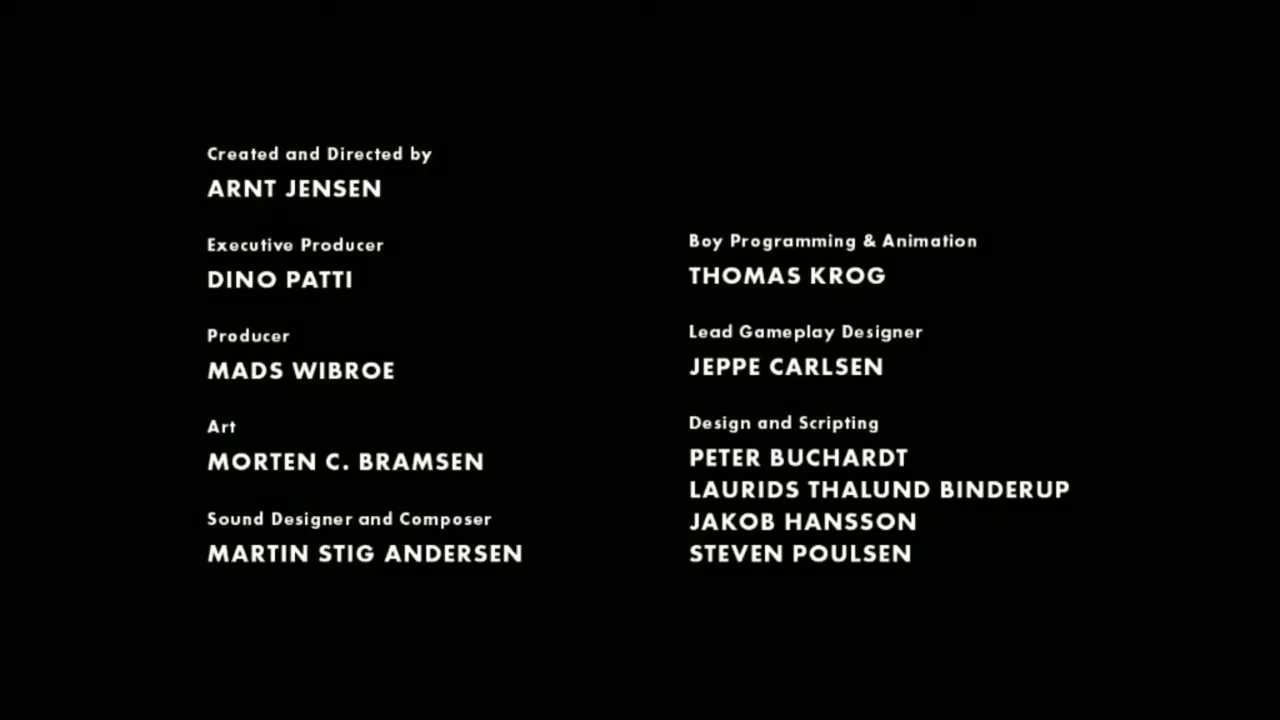 Created and Directed by
ARNT JENSEN
Executive Producer
DINO PATTI
Producer
MADS WIBROE
Art
MORTEN C. BRAMSEN
Sound Designer and Composer
MARTIN STIG ANDERSEN
Boy Programming & Animation
THOMAS KROG
Lead Gameplay Designer
JEPPE CARLSEN
Design and Scripting
PETER BUCHARDT
LAURIDS THALUND BINDERUP
JAKOB HANSSON
STEVEN POULSEN